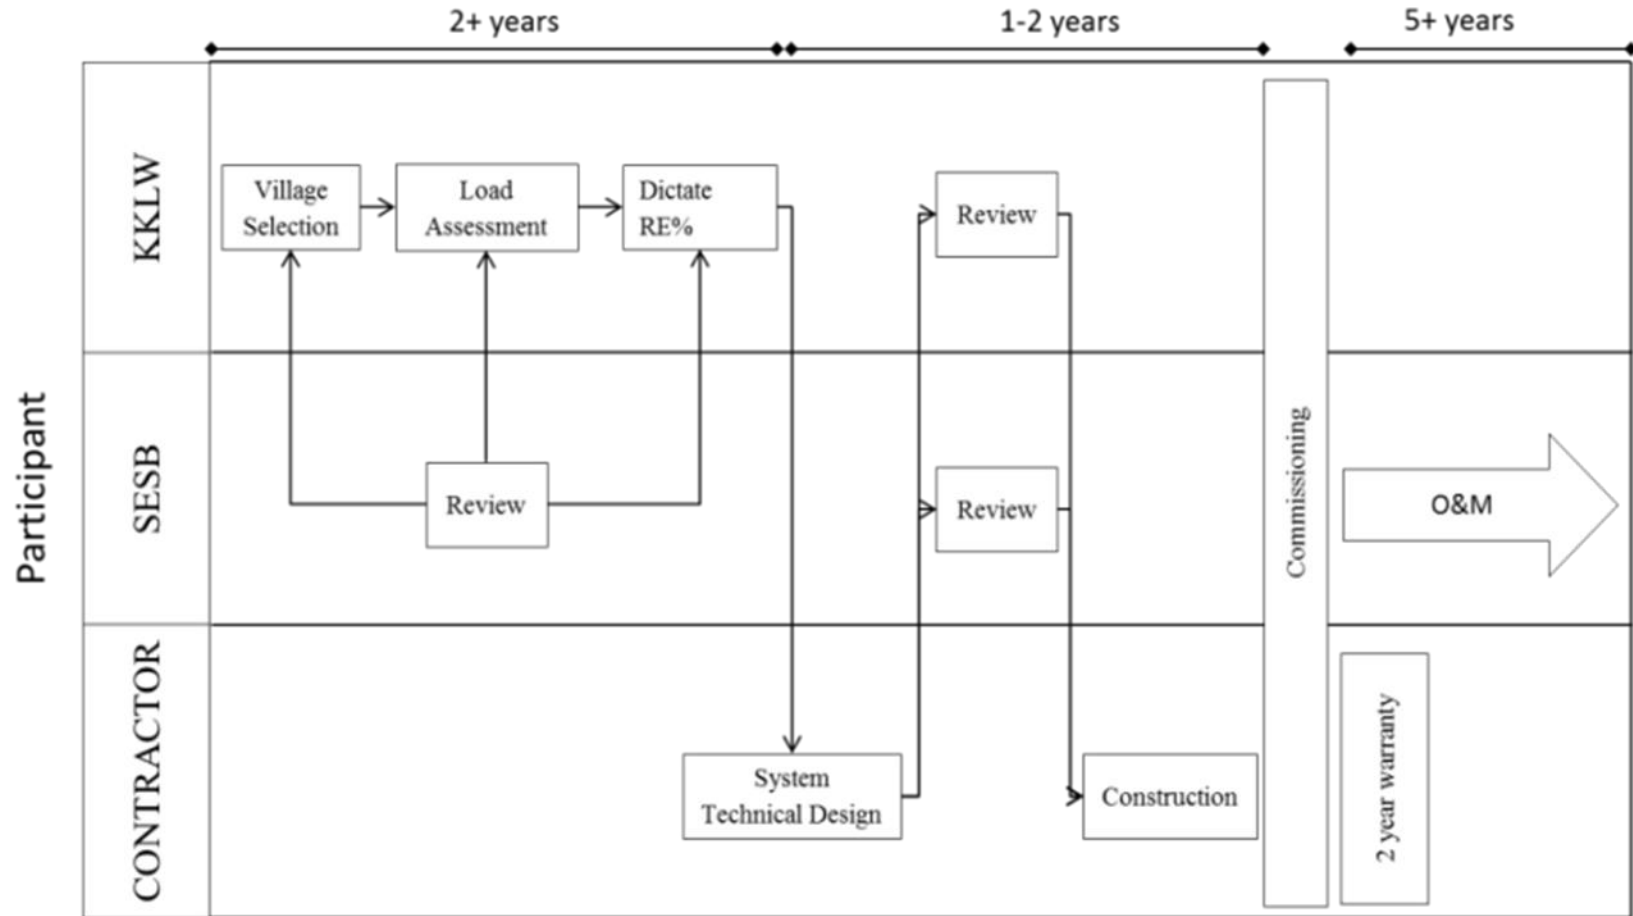 2+ years
1-2 years
5+ years
Participant
KKLW
Village
Selection
Load
Assessment
Dictate
RE%
Review
SESB
Review
Review
Commissioning
O&M
CONTRACTOR
System
Technical Design
Construction
2 year warranty